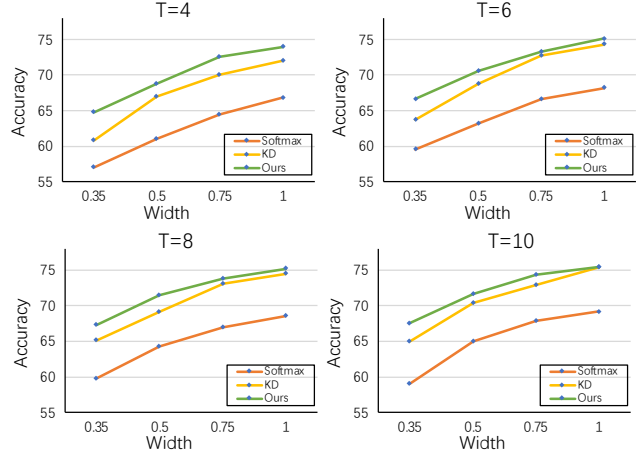 T=4
75
70
65
60
55
Accuracy
0.35 0.5 0.75 1
Width
Softmax
KD
Ours
T=6
75
70
65
60
55
Accuracy
0.35 0.5 0.75 1
Width
Softmax
KD
Ours
T=8
75
70
65
60
55
Accuracy
0.35 0.5 0.75 1
Width
Softmax
KD
Ours
T=10
75
70
65
60
55
Accuracy
0.35 0.5 0.75 1
Width
Softmax
KD
Ours